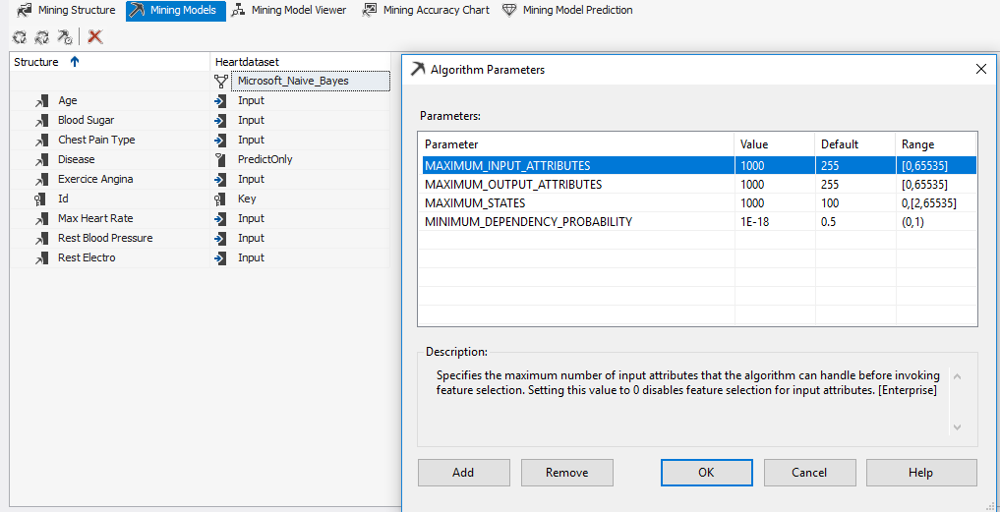 Mining Structure Mining Models Mining Model Viewer Mining Accuracy Chart Mining Model Prediction
Structure Heartdataset
Microsoft_Naive_Bayes
Age Input
Blood Sugar Input
Chest Pain Type Input
Disease PredictOnly
Exercice Angina Input
Id Key
Max Heart Rate Input
Rest Blood Pressure Input
Rest Electro Input
Algorithm Parameters
Parameters:
Parameter Value Default Range
MAXIMUM_INPUT_ATTRIBUTES 1000 255 [0,65535]
MAXIMUM_OUTPUT_ATTRIBUTES 1000 255 [0,65535]
MAXIMUM_STATES 1000 100 0,[2,65535]
MINIMUM_DEPENDENCY_PROBABILITY 1E-18 0.5 (0,1)
Description:
Specifies the maximum number of input attributes that the algorithm can handle before invoking
feature selection. Setting this value to 0 disables feature selection for input attributes. [Enterprise]
Add Remove OK Cancel Help